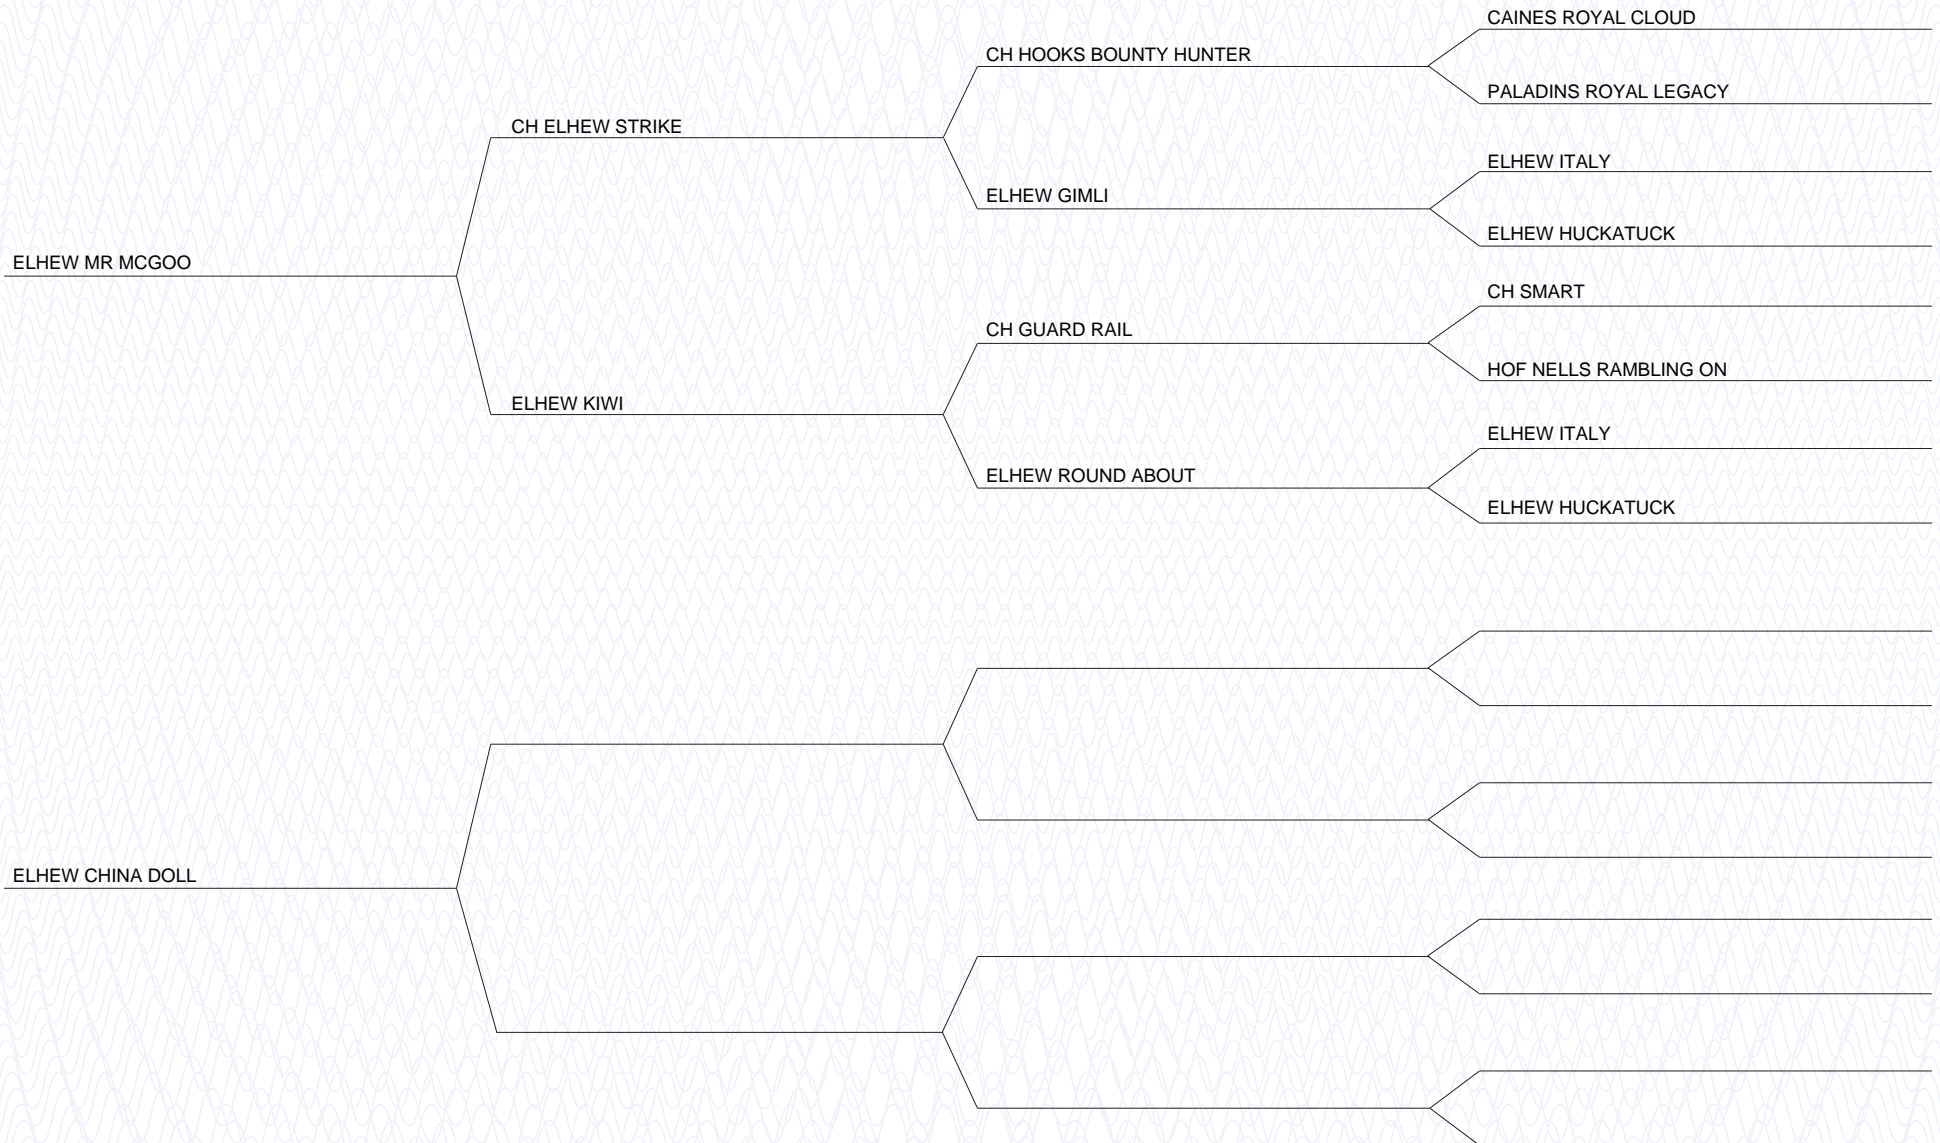 CAINES ROYAL CLOUD
CH HOOKS BOUNTY HUNTER
PALADINS ROYAL LEGACY
CH ELHEW STRIKE
ELHEW ITALY
ELHEW GIMLI
ELHEW HUCKATUCK
ELHEW MR MCGOO
CH SMART
CH GUARD RAIL
HOF NELLS RAMBLING ON
ELHEW KIWI
ELHEW ITALY
ELHEW ROUND ABOUT
ELHEW HUCKATUCK
ELHEW CHINA DOLL